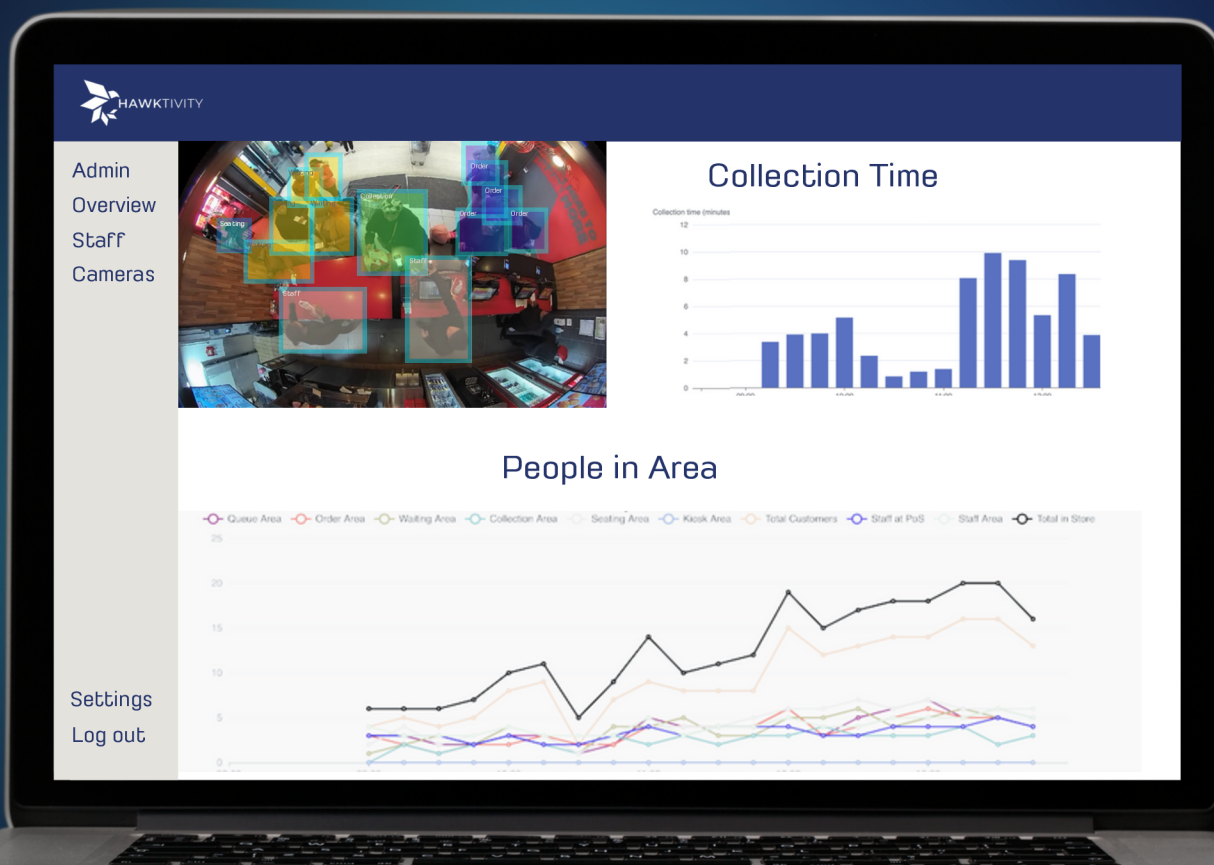 HAWKTIVITY
Admin
Overview
Staff
Cameras
Settings
Log out
Seating
Collection
Order
Order
Order
Order
Staff
Staff
Collection Time
Collection time (minutes
12
10
8
6
4
2
0
People in Area
Queue Area Order Area Waiting Area Collection Area Seating Area Kiosk Area Total Customers Staff at PoS Staff Area Total in Store
25
20
15
10
5
0